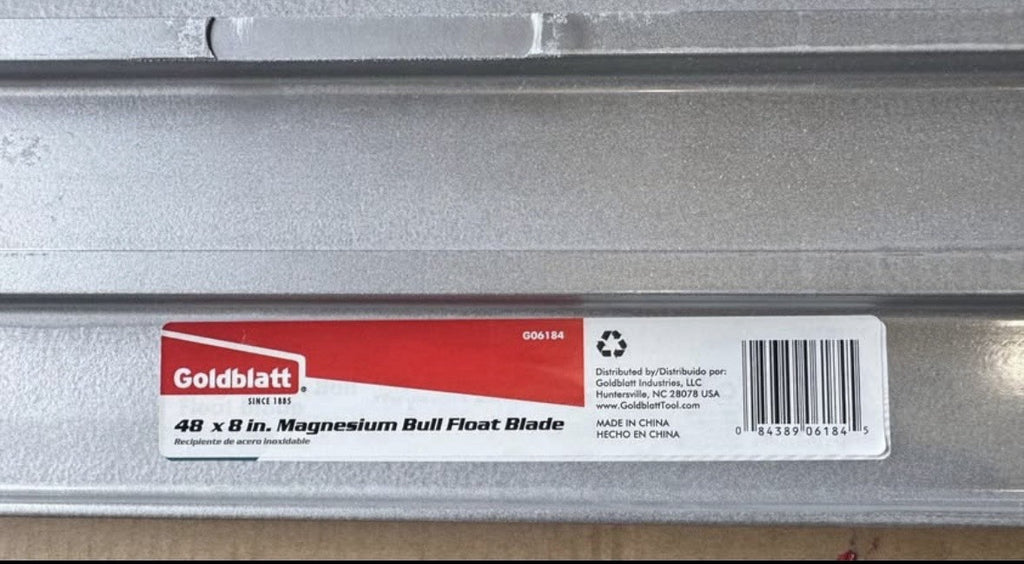 G06184
Goldblatt®
SINCE 1885
48 x 8 in. Magnesium Bull Float Blade
Recipiente de acero inoxidable
Distributed by/Distribuido por:
Goldblatt Industries, LLC
Huntersville, NC 28078 USA
www.GoldblattTool.com
MADE IN CHINA
HECHO EN CHINA
0 84389 06184 5